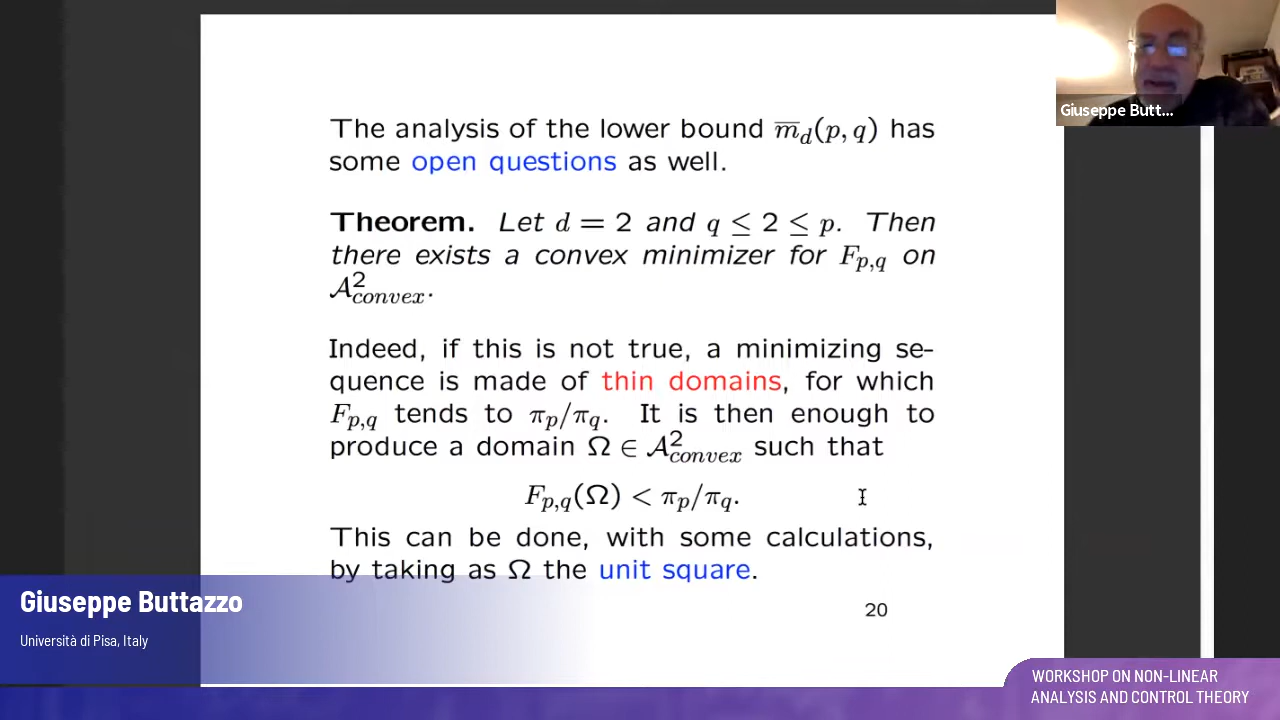 Giuseppe Butt...
The analysis of the lower bound m̅_d(p, q) has
some open questions as well.
Theorem. Let d = 2 and q ≤ 2 ≤ p. Then
there exists a convex minimizer for F_{p,q} on
𝒜²_{convex}.
Indeed, if this is not true, a minimizing se-
quence is made of thin domains, for which
F_{p,q} tends to π_p/π_q. It is then enough to
produce a domain Ω ∈ 𝒜²_{convex} such that
F_{p,q}(Ω) < π_p/π_q.
This can be done, with some calculations,
by taking as Ω the unit square.
20
Giuseppe Buttazzo
Università di Pisa, Italy
WORKSHOP ON NON-LINEAR
ANALYSIS AND CONTROL THEORY